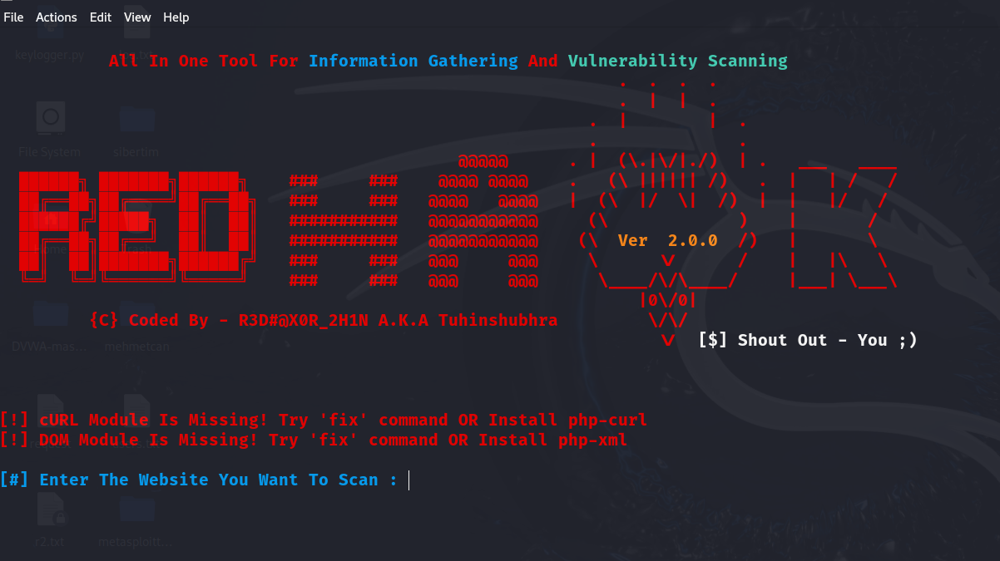 File Actions Edit View Help
keylogger.py
All In One Tool For Information Gathering And Vulnerability Scanning
File System sibertim
RED HAWK
Ver 2.0.0
{C} Coded By - R3D#@X0R_2H1N A.K.A Tuhinshubhra
DVWA-mas... mehmetcan
[$] Shout Out - You ;)
[!] cURL Module Is Missing! Try 'fix' command OR Install php-curl
[!] DOM Module Is Missing! Try 'fix' command OR Install php-xml
[#] Enter The Website You Want To Scan :
r2.txt metasploitt...